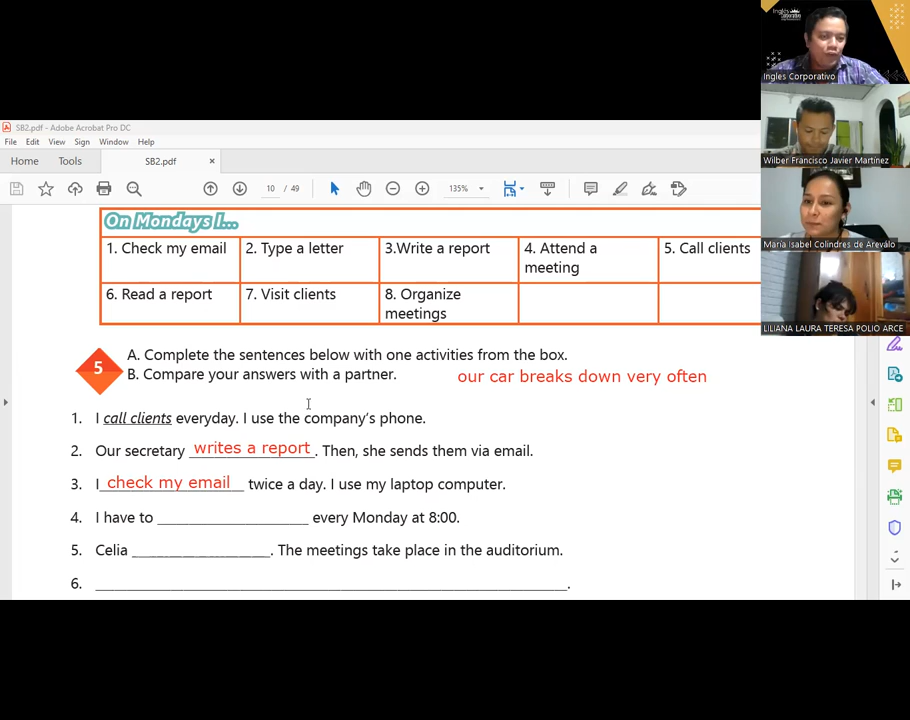 SB2.pdf - Adobe Acrobat Pro DC
File Edit View Sign Window Help
Home Tools SB2.pdf ×
10 / 49 135%
On Mondays I...
1. Check my email 2. Type a letter 3.Write a report 4. Attend a meeting 5. Call clients
6. Read a report 7. Visit clients 8. Organize meetings
5
A. Complete the sentences below with one activities from the box.
B. Compare your answers with a partner.
our car breaks down very often
1. I call clients everyday. I use the company's phone.
2. Our secretary writes a report. Then, she sends them via email.
3. I check my email twice a day. I use my laptop computer.
4. I have to ____________________ every Monday at 8:00.
5. Celia __________________. The meetings take place in the auditorium.
6. ______________________________________________________________.
Ingles Corporativo
Wilber Francisco Javier Martínez
María Isabel Colindres de Areválo
LILIANA LAURA TERESA POLIO ARCE